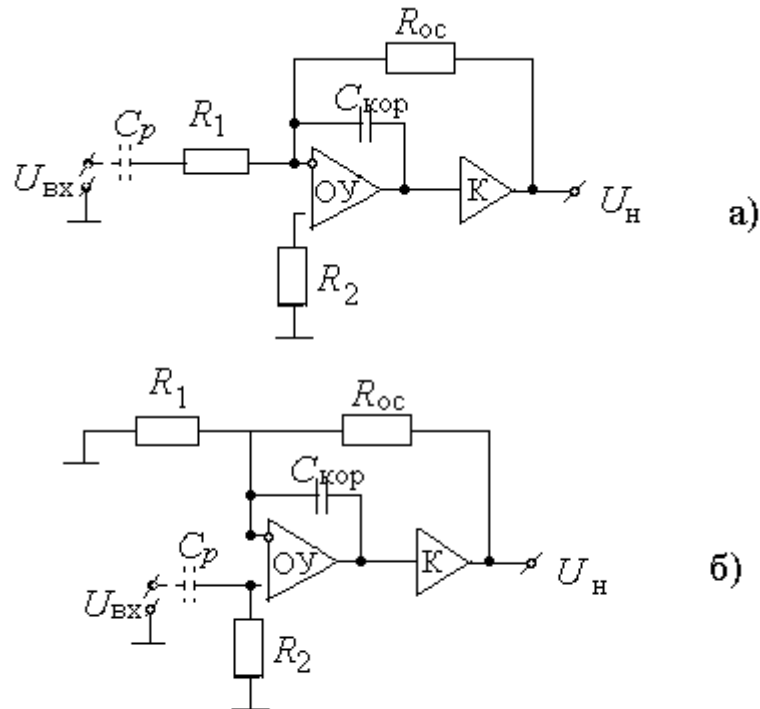 Rос
Cкор
Cр R1
Uвх ОУ К Uн а)
R2
R1 Rос
Cкор
Cр ОУ К Uн б)
Uвх
R2